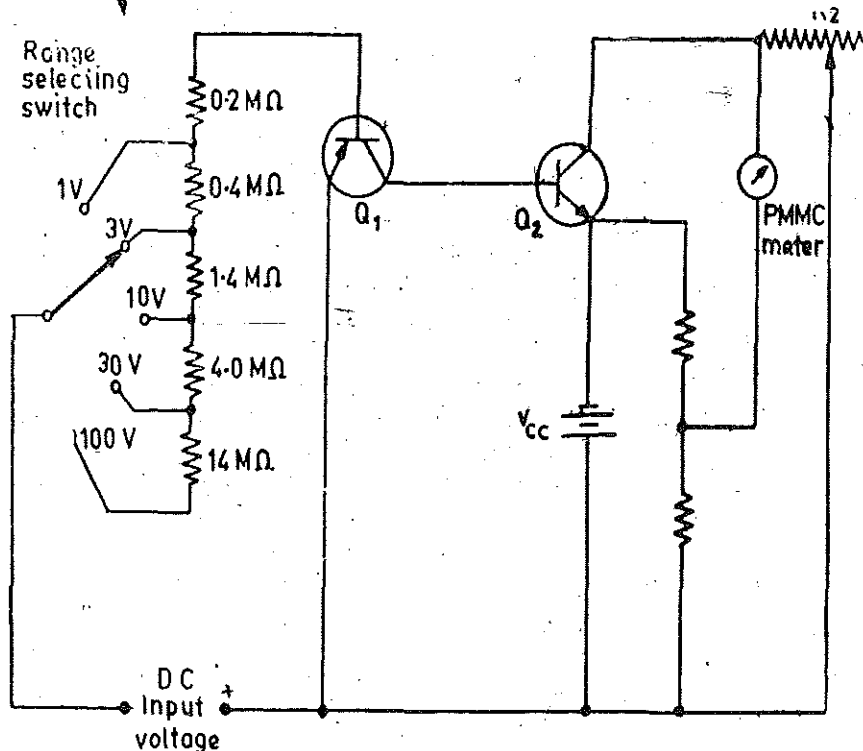 Range
selecting
switch
0.2 MΩ
0.4 MΩ
1V
3V
1.4 MΩ
10V
4.0 MΩ
30 V
100 V
14 MΩ
Q1
Q2
PMMC
meter
VCC
DC
Input
voltage
+